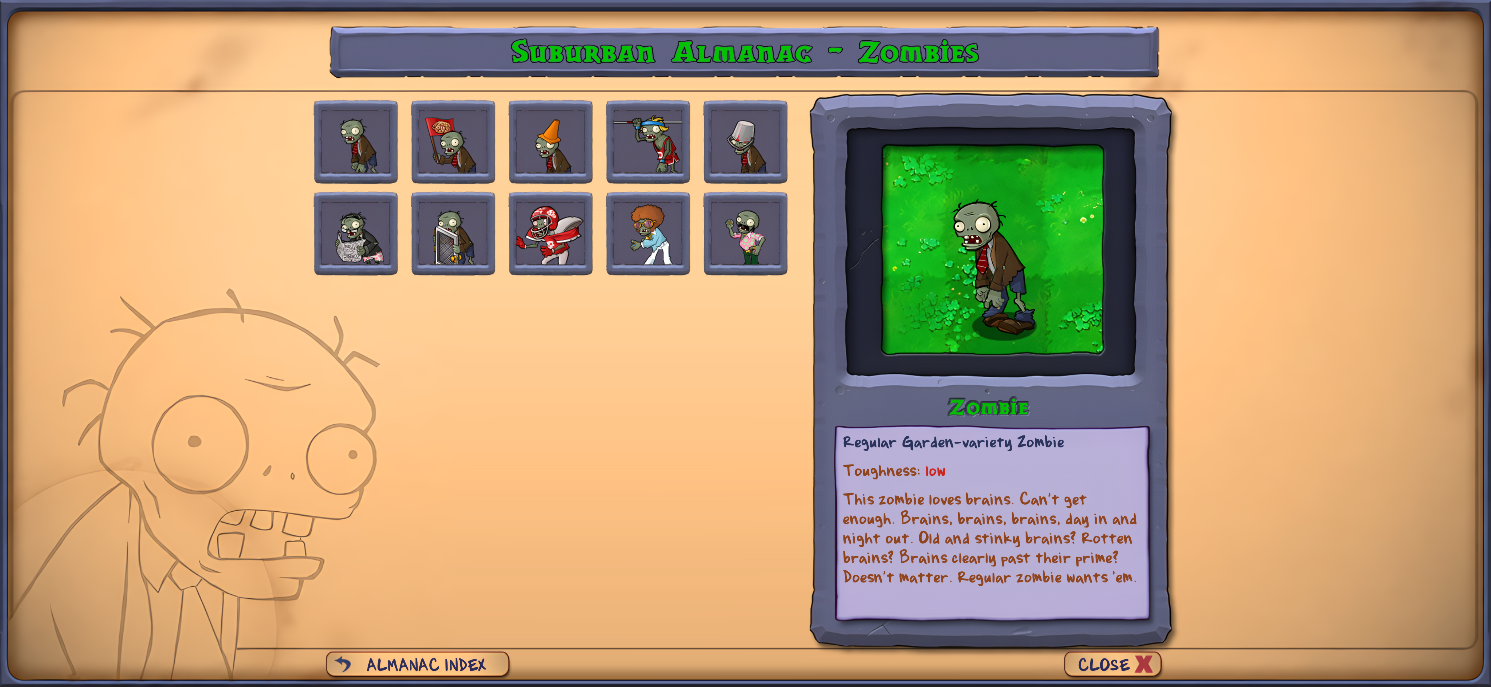 Suburban Almanac - Zombies
Zombie
Regular Garden-variety Zombie
Toughness: low
This zombie loves brains. Can't get
enough. Brains, brains, brains, day in and
night out. Old and stinky brains? Rotten
brains? Brains clearly past their prime?
Doesn't matter. Regular zombie wants 'em.
ALMANAC INDEX
CLOSE X